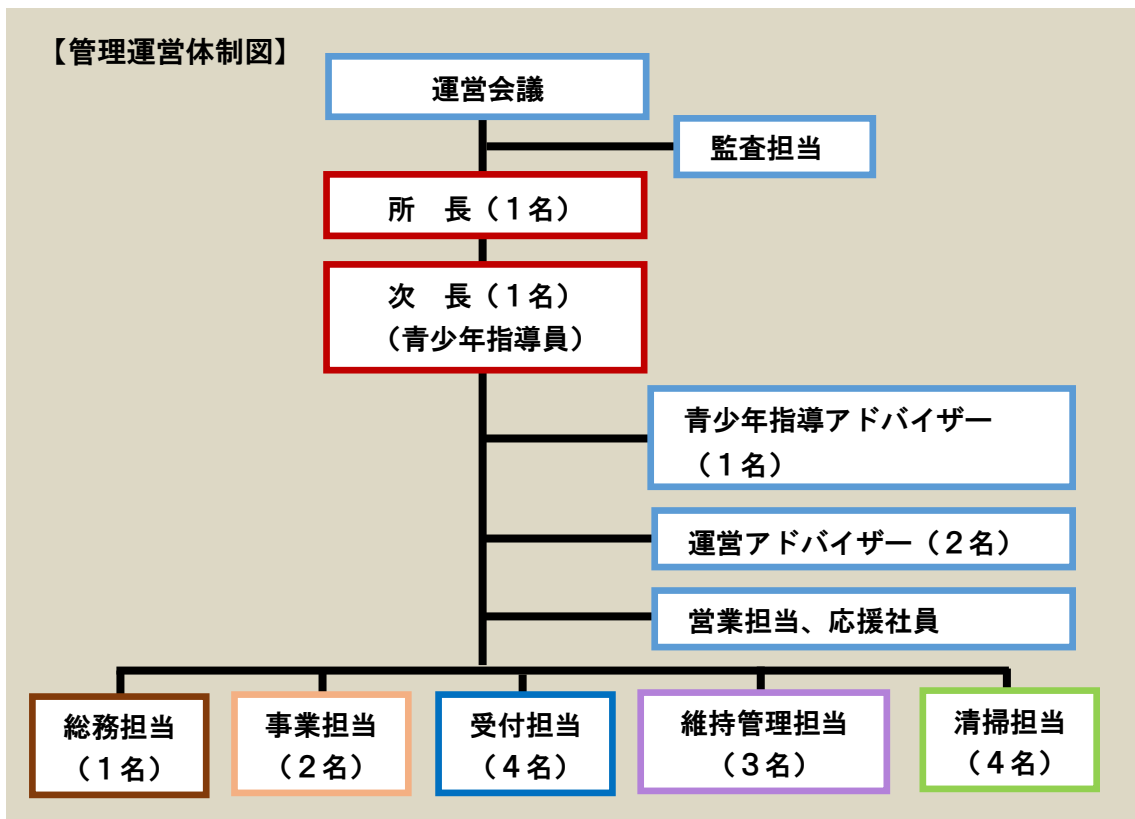 【管理運営体制図】
運営会議
監査担当
所　長（１名）
次　長（１名）
（青少年指導員）
青少年指導アドバイザー
（１名）
運営アドバイザー（２名）
営業担当、応援社員
総務担当
（１名）
事業担当
（２名）
受付担当
（４名）
維持管理担当
（３名）
清掃担当
（４名）